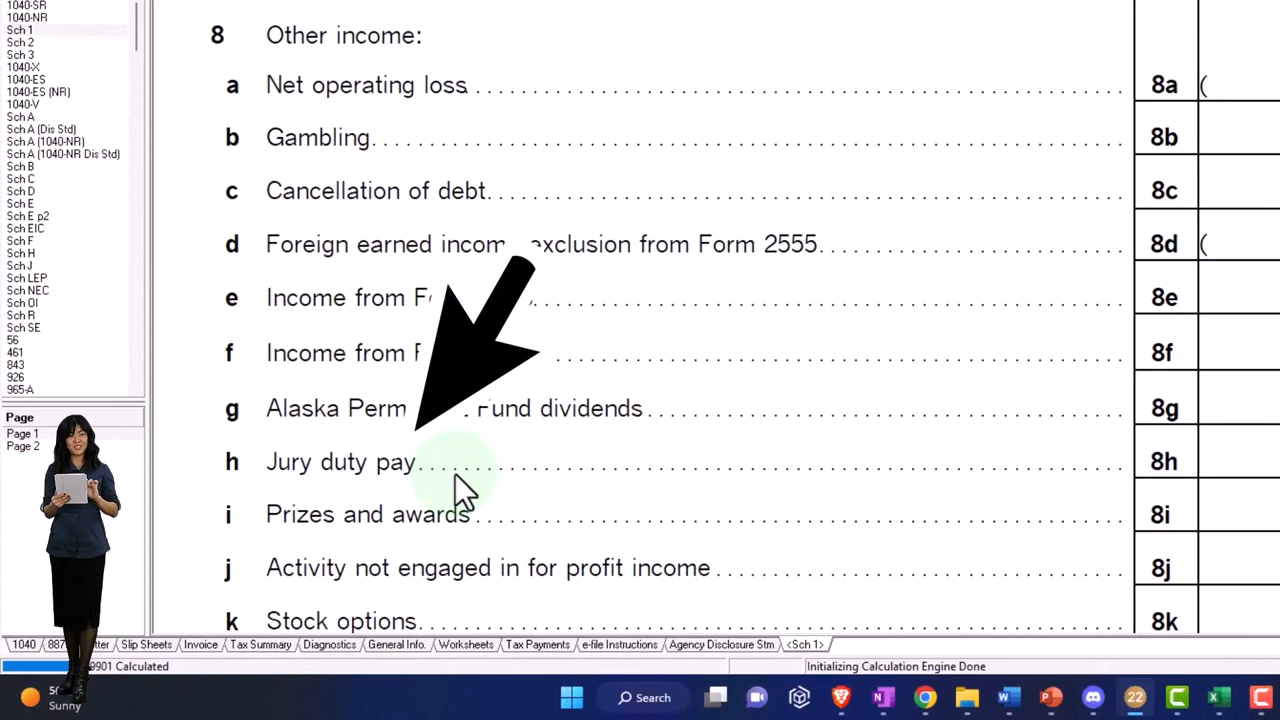 1040-SR
1040-NR
Sch 1
Sch 2
Sch 3
1040-X
1040-ES
1040-ES (NR)
1040-V
Sch A
Sch A (Dis Std)
Sch A (1040-NR)
Sch A (1040-NR Dis Std)
Sch B
Sch C
Sch D
Sch E
Sch E p2
Sch EIC
Sch F
Sch H
Sch J
Sch LEP
Sch NEC
Sch OI
Sch R
Sch SE
56
461
843
926
965-A
Page
Page 1
Page 2
8 Other income:
a Net operating loss 8a (
b Gambling 8b
c Cancellation of debt 8c
d Foreign earned exclusion from Form 2555 8d (
e Income from 8e
f Income from 8f
g Alaska Fund dividends 8g
h Jury duty pay 8h
i Prizes and awards 8i
j Activity not engaged in for profit income 8j
k Stock options 8k
1040 Slip Sheets Invoice Tax Summary Diagnostics General Info. Worksheets Tax Payments e-file Instructions Agency Disclosure Stm <Sch 1>
Calculated Initializing Calculation Engine Done
Sunny Search 22